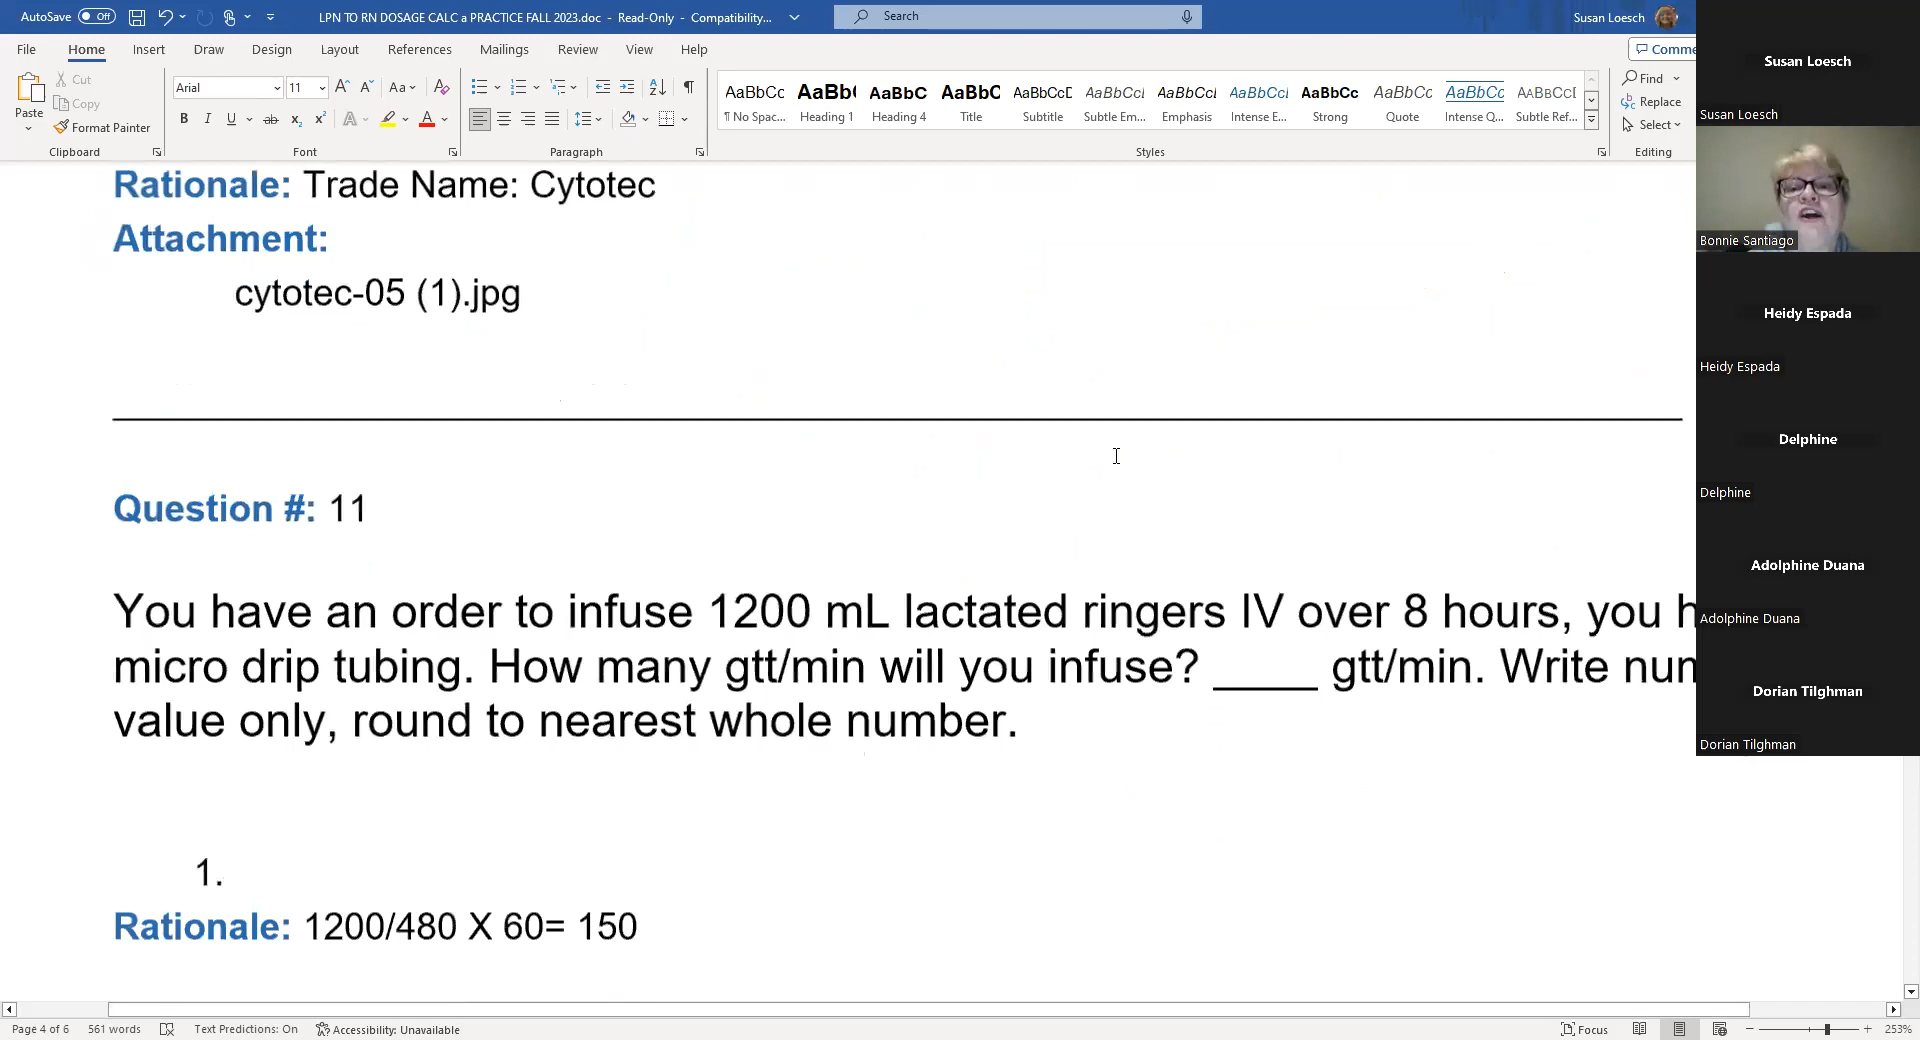 AutoSave Off LPN TO RN DOSAGE CALC a PRACTICE FALL 2023.doc - Read-Only - Compatibility... Search Susan Loesch
File Home Insert Draw Design Layout References Mailings Review View Help
Paste Cut Copy Format Painter
Arial 11
AaBbCc AaBb( AaBbC AaBbC AaBbCcD AaBbCcI AaBbCcI AaBbCcI AaBbCc AaBbCc AaBbCc AABBCCI
¶ No Spac... Heading 1 Heading 4 Title Subtitle Subtle Em... Emphasis Intense E... Strong Quote Intense Q... Subtle Ref...
Find
Replace
Select
Clipboard Font Paragraph Styles Editing
Rationale: Trade Name: Cytotec
Attachment:
cytotec-05 (1).jpg
Question #: 11
You have an order to infuse 1200 mL lactated ringers IV over 8 hours, you
micro drip tubing. How many gtt/min will you infuse? _____ gtt/min. Write
value only, round to nearest whole number.
1.
Rationale: 1200/480 X 60= 150
Page 4 of 6 561 words Text Predictions: On Accessibility: Unavailable Focus 253%
Susan Loesch
Susan Loesch
Bonnie Santiago
Heidy Espada
Heidy Espada
Delphine
Delphine
Adolphine Duana
Adolphine Duana
Dorian Tilghman
Dorian Tilghman